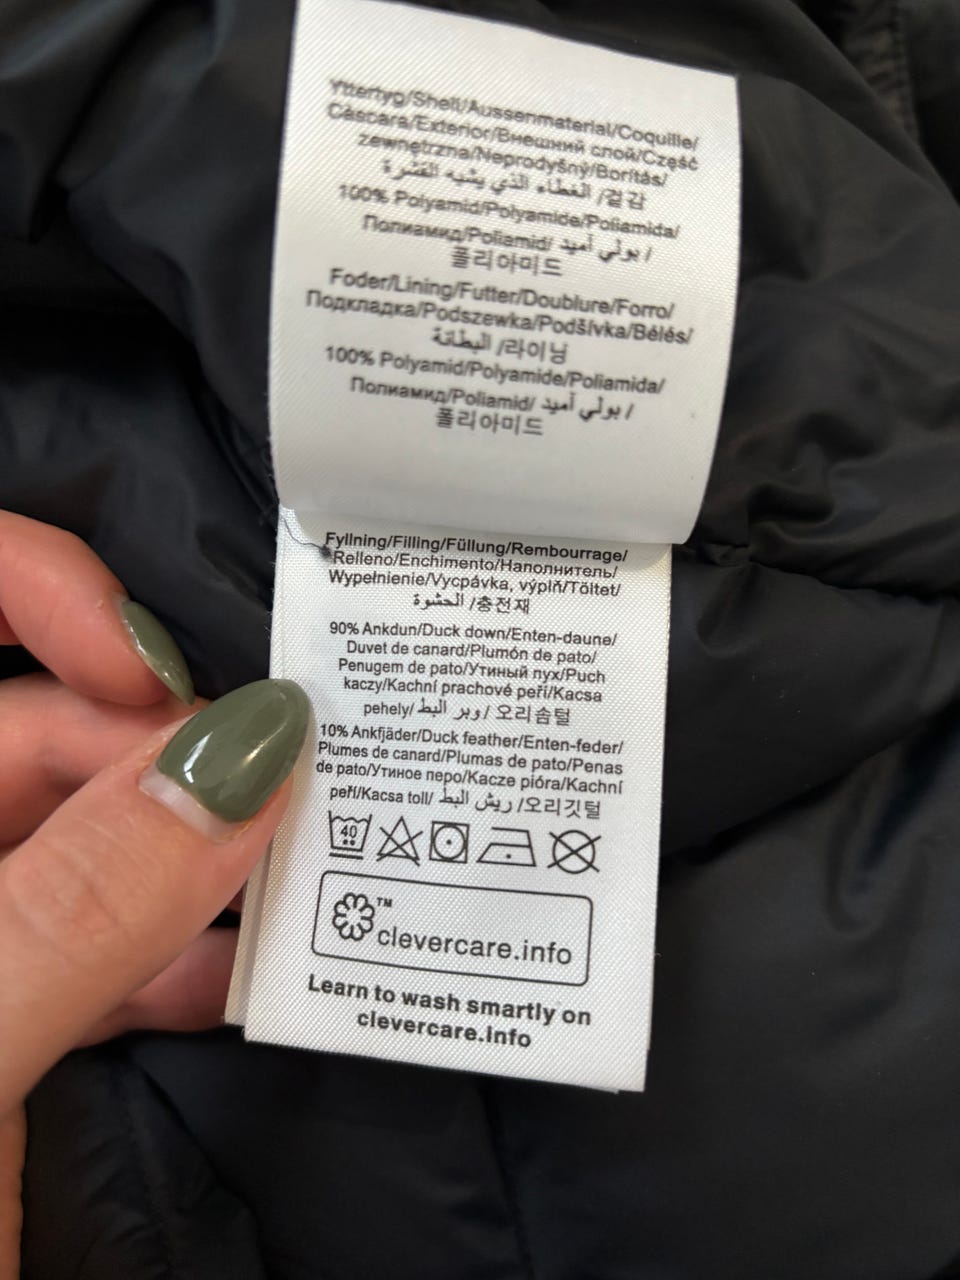 Yttertyg/Shell/Aussenmaterial/Coquille/
Càscara/Exterior/Внешний слой/Część
zewnętrzna/Neprodyšný/Borítás/
الغطاء الذي يشبه القشرة /겉감
100% Polyamid/Polyamide/Poliamida/
Полиамид/Poliamid/ بولي أميد /
폴리아미드
Foder/Lining/Futter/Doublure/Forro/
Подкладка/Podszewka/Podšívka/Bélés/
البطانة /라이닝
100% Polyamid/Polyamide/Poliamida/
Полиамид/Poliamid/ بولي أميد /
폴리아미드
Fyllning/Filling/Füllung/Rembourrage/
Relleno/Enchimento/Наполнитель/
Wypełnienie/Vycpávka, výplň/Töltet/
الحشوة /충전재
90% Ankdun/Duck down/Enten-daune/
Duvet de canard/Plumón de pato/
Penugem de pato/Утиный пух/Puch
kaczy/Kachní prachové peří/Kacsa
pehely/ وبر البط / 오리솜털
10% Ankfjäder/Duck feather/Enten-feder/
Plumes de canard/Plumas de pato/Penas
de pato/Утиное перо/Kacze pióra/Kachní
peří/Kacsa toll/ ريش البط /오리깃털
40
™
clevercare.info
Learn to wash smartly on
clevercare.info